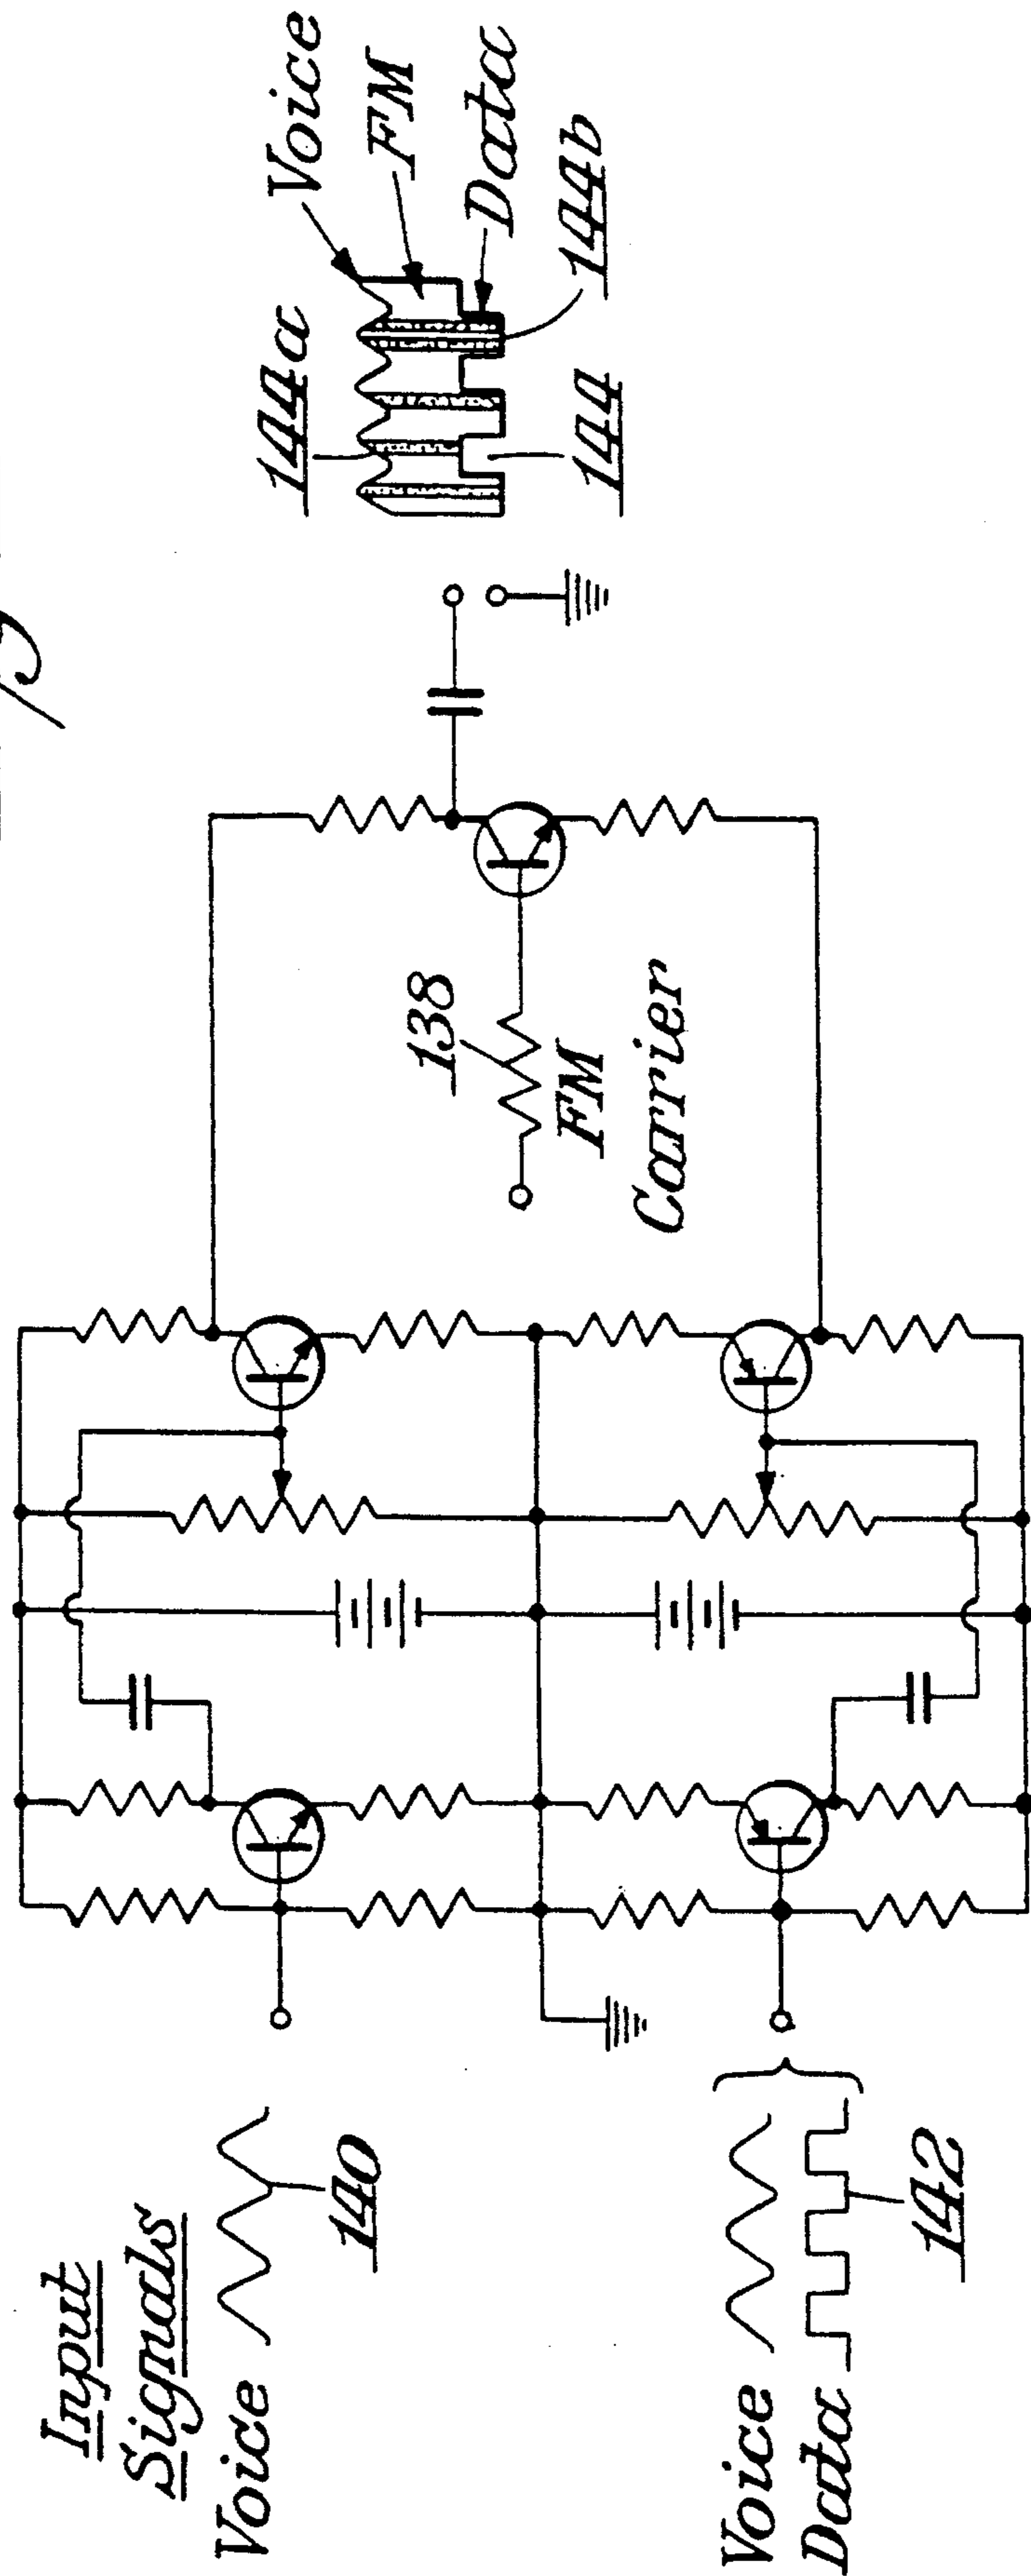 Input
Signals
Voice
140
Voice
Data
142
138
FM
Carrier
144a
Voice
FM
Data
144b
144